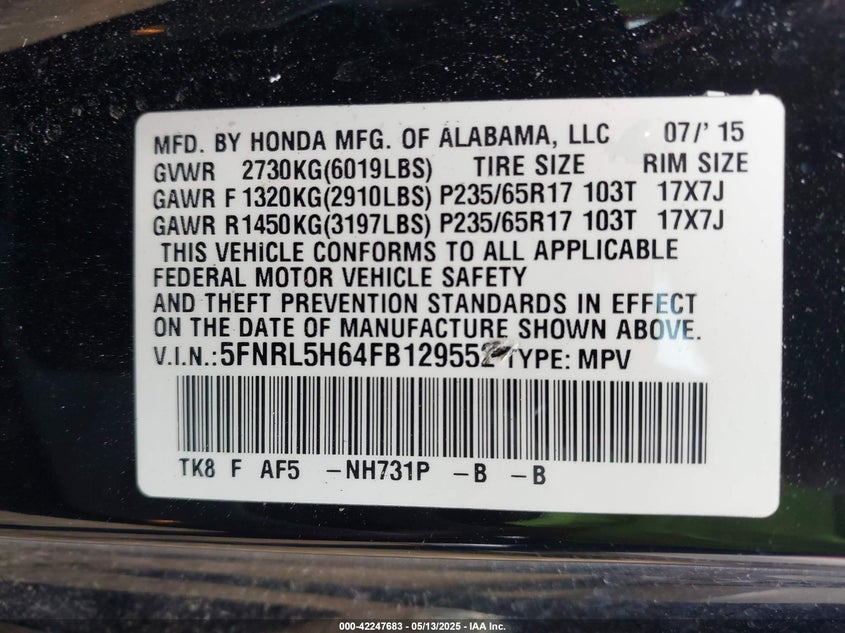 MFD. BY HONDA MFG. OF ALABAMA, LLC 07/' 15
GVWR 2730KG(6019LBS) TIRE SIZE RIM SIZE
GAWR F 1320KG(2910LBS) P235/65R17 103T 17X7J
GAWR R1450KG(3197LBS) P235/65R17 103T 17X7J
THIS VEHICLE CONFORMS TO ALL APPLICABLE
FEDERAL MOTOR VEHICLE SAFETY
AND THEFT PREVENTION STANDARDS IN EFFECT
ON THE DATE OF MANUFACTURE SHOWN ABOVE.
V.I.N.:5FNRL5H64FB129552 TYPE: MPV
TK8 F AF5 -NH731P -B -B
000-42247683 - 05/13/2025 - IAA Inc.